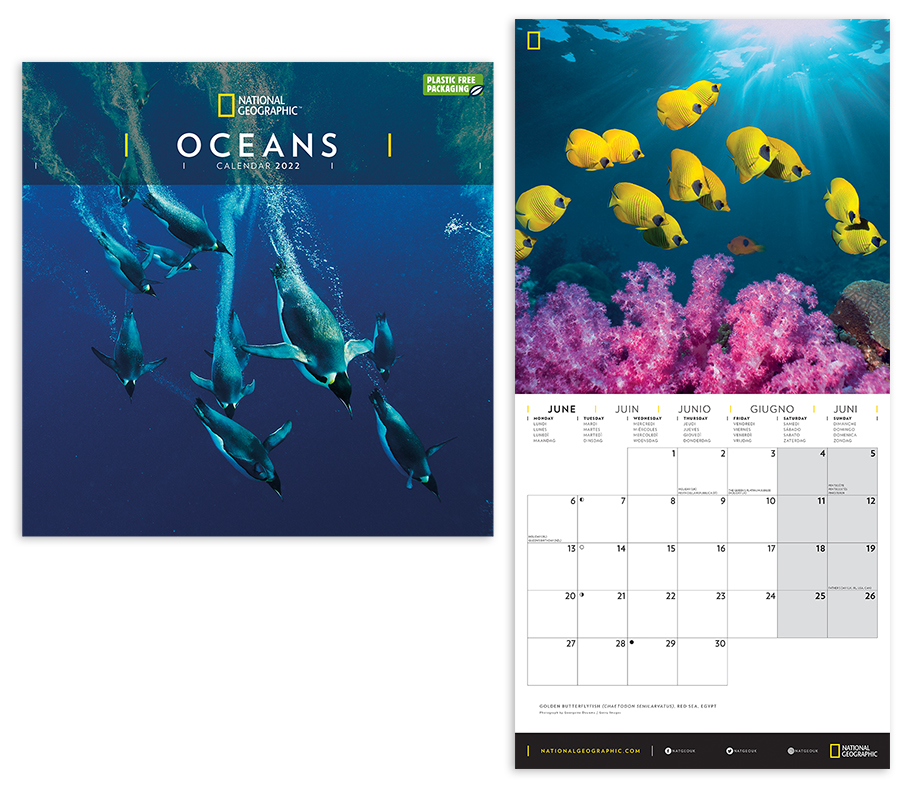 PLASTIC FREE
PACKAGING
NATIONAL
GEOGRAPHIC™
OCEANS
CALENDAR 2022
JUNE JUIN JUNIO GIUGNO JUNI
MONDAY TUESDAY WEDNESDAY THURSDAY FRIDAY SATURDAY SUNDAY
LUNDI MARDI MERCREDI JEUDI VENDREDI SAMEDI DIMANCHE
LUNES MARTES MIÉRCOLES JUEVES VIERNES SÁBADO DOMINGO
LUNEDÌ MARTEDÌ MERCOLEDÌ GIOVEDÌ VENERDÌ SABATO DOMENICA
MAANDAG DINSDAG WOENSDAG DONDERDAG VRIJDAG ZATERDAG ZONDAG
1 2 3 4 5
6 7 8 9 10 11 12
13 14 15 16 17 18 19
20 21 22 23 24 25 26
27 28 29 30
GOLDEN BUTTERFLYFISH (CHAETODON SEMILARVATUS), RED SEA, EGYPT
Photograph by Georgette Douwma / Getty Images
NATIONALGEOGRAPHIC.COM NATGEOUK NATGEOUK NATGEOUK NATIONAL
GEOGRAPHIC